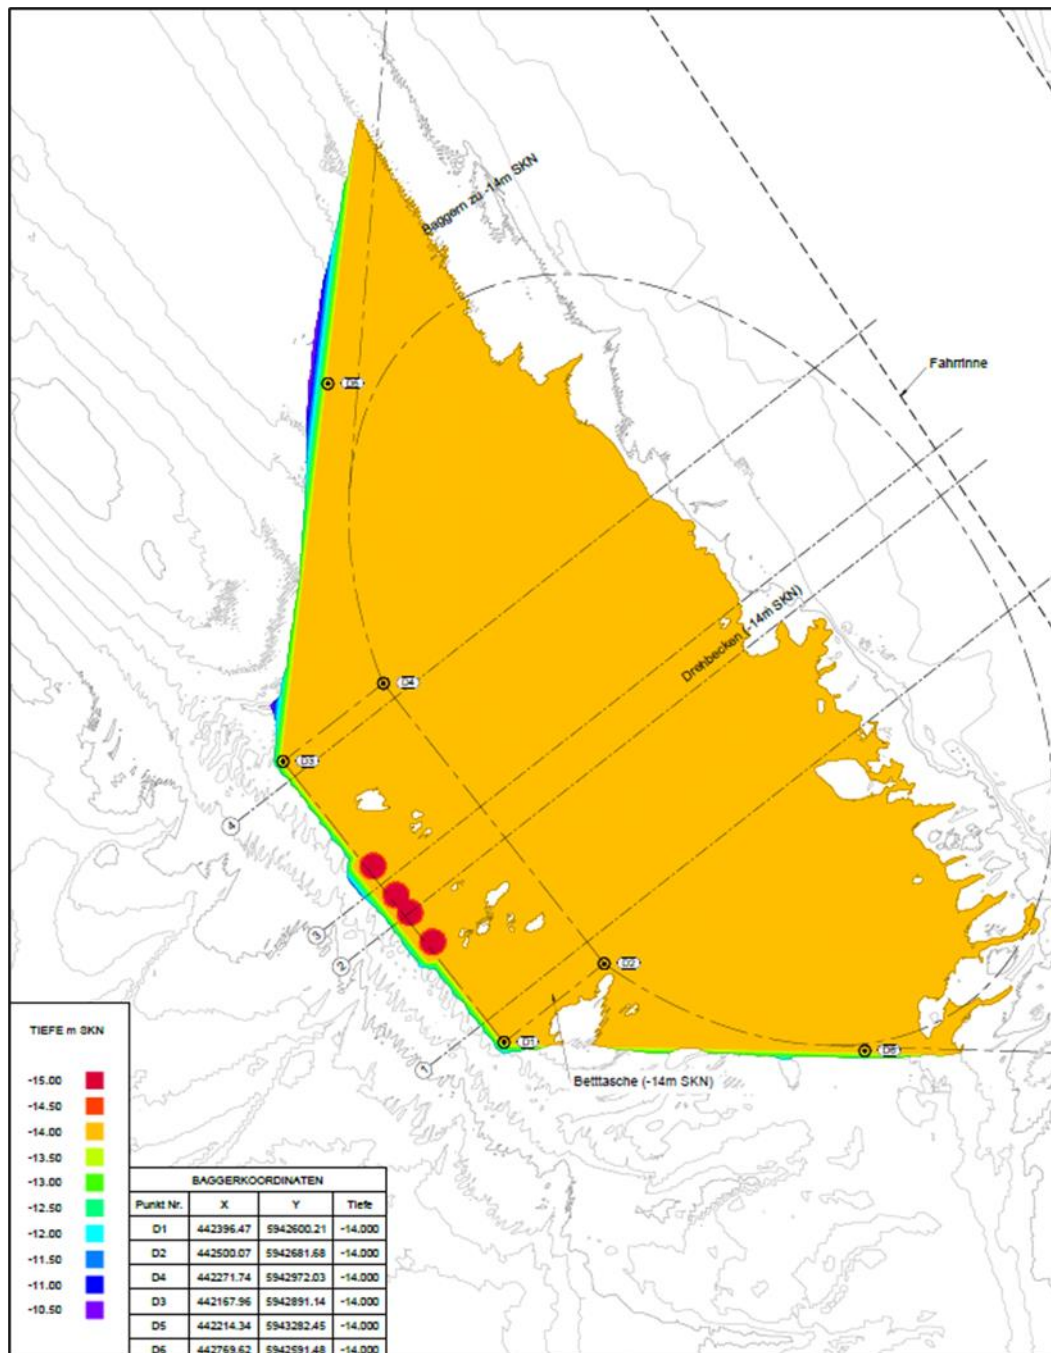 Baggern zu -14m SKN
Fahrrinne
Drehbecken (-14m SKN)
D5
D4
D3
4
3
2
D2
D1
D6
1
Betttasche (-14m SKN)
TIEFE m SKN
-15.00
-14.50
-14.00
-13.50
-13.00
-12.50
-12.00
-11.50
-11.00
-10.50
BAGGERKOORDINATEN
Punkt Nr. X Y Tiefe
D1 442396.47 5942600.21 -14.000
D2 442500.07 5942681.68 -14.000
D4 442271.74 5942972.03 -14.000
D3 442167.96 5942891.14 -14.000
D5 442214.34 5943282.45 -14.000
D6 442769.62 5942591.48 -14.000